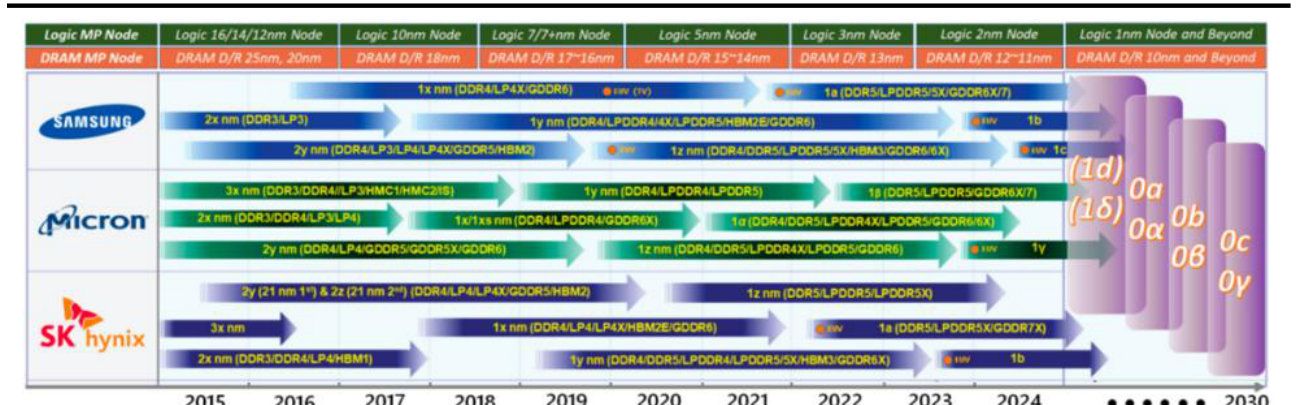 Logic MP Node Logic 16/14/12nm Node Logic 10nm Node Logic 7/7+nm Node Logic 5nm Node Logic 3nm Node Logic 2nm Node Logic 1nm Node and Beyond
DRAM MP Node DRAM D/R 25nm, 20nm DRAM D/R 18nm DRAM D/R 17~16nm DRAM D/R 15~14nm DRAM D/R 13nm DRAM D/R 12~11nm DRAM D/R 10nm and Beyond
SAMSUNG
1x nm (DDR4/LP4X/GDDR6) EUV (TV) EUV 1a (DDR5/LPDDR5/5X/GDDR6X/7)
2x nm (DDR3/LP3) 1y nm (DDR4/LPDDR4/4X/LPDDR5/HBM2E/GDDR6) EUV 1b
2y nm (DDR4/LP3/LP4/LP4X/GDDR5/HBM2) EUV 1z nm (DDR4/DDR5/LPDDR5/5X/HBM3/GDDR6/6X) EUV 1c
Micron
3x nm (DDR3/DDR4//LP3/HMC1/HMC2/IS) 1y nm (DDR4/LPDDR4/LPDDR5) 1β (DDR5/LPDDR5/GDDR6X/7)
2x nm (DDR3/DDR4/LP3/LP4) 1x/1xs nm (DDR4/LPDDR4/GDDR6X) 1α (DDR4/DDR5/LPDDR4X/LPDDR5/GDDR6/6X)
2y nm (DDR4/LP4/GDDR5/GDDR5X/GDDR6) 1z nm (DDR4/DDR5/LPDDR4X/LPDDR5/GDDR6) EUV 1γ
SK hynix
2y (21 nm 1st) & 2z (21 nm 2nd) (DDR4/LP4/LP4X/GDDR5/HBM2) 1z nm (DDR5/LPDDR5/LPDDR5X)
3x nm 1x nm (DDR4/LP4/LP4X/HBM2E/GDDR6) EUV 1a (DDR5/LPDDR5X/GDDR7X)
2x nm (DDR3/DDR4/LP4/HBM1) 1y nm (DDR4/DDR5/LPDDR4/LPDDR5/5X/HBM3/GDDR6X) EUV 1b
(1d)
(1δ)
0a
0α
0b
0β
0c
0γ
2015 2016 2017 2018 2019 2020 2021 2022 2023 2024 ...... 2030